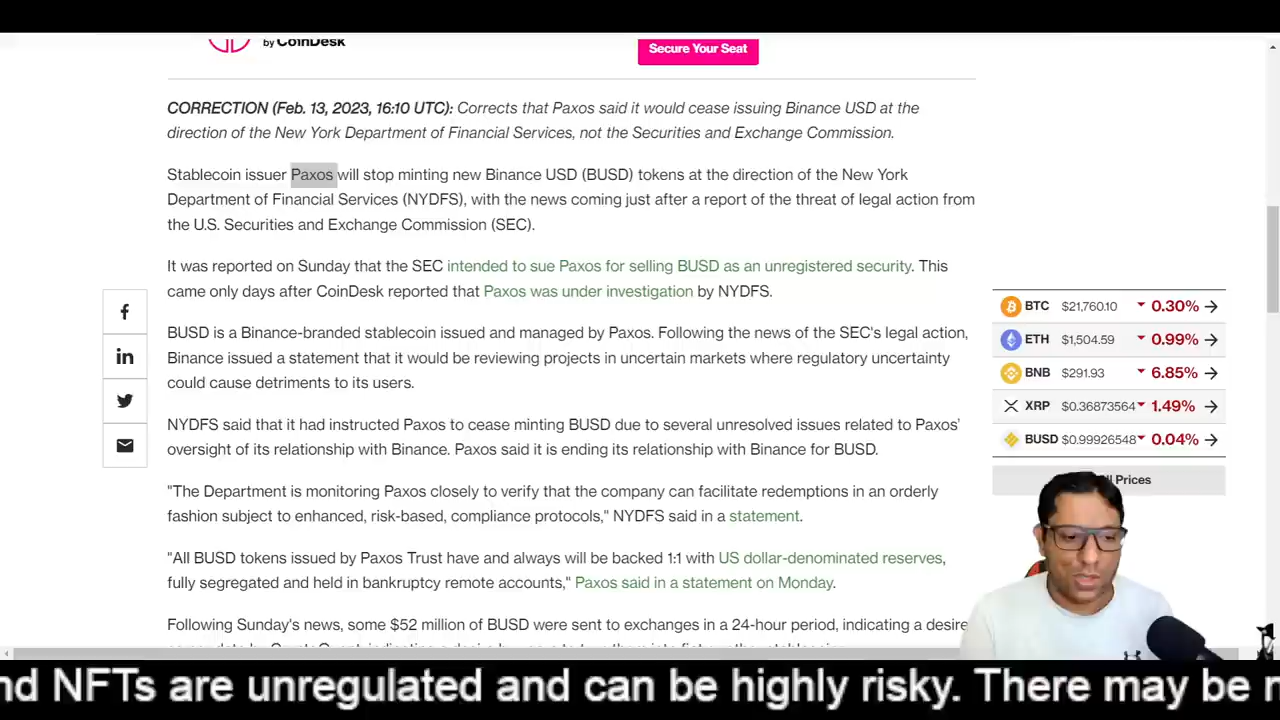 by CoinDesk
Secure Your Seat
CORRECTION (Feb. 13, 2023, 16:10 UTC): Corrects that Paxos said it would cease issuing Binance USD at the
direction of the New York Department of Financial Services, not the Securities and Exchange Commission.
Stablecoin issuer Paxos will stop minting new Binance USD (BUSD) tokens at the direction of the New York
Department of Financial Services (NYDFS), with the news coming just after a report of the threat of legal action from
the U.S. Securities and Exchange Commission (SEC).
It was reported on Sunday that the SEC intended to sue Paxos for selling BUSD as an unregistered security. This
came only days after CoinDesk reported that Paxos was under investigation by NYDFS.
BUSD is a Binance-branded stablecoin issued and managed by Paxos. Following the news of the SEC's legal action,
Binance issued a statement that it would be reviewing projects in uncertain markets where regulatory uncertainty
could cause detriments to its users.
NYDFS said that it had instructed Paxos to cease minting BUSD due to several unresolved issues related to Paxos’
oversight of its relationship with Binance. Paxos said it is ending its relationship with Binance for BUSD.
"The Department is monitoring Paxos closely to verify that the company can facilitate redemptions in an orderly
fashion subject to enhanced, risk-based, compliance protocols," NYDFS said in a statement.
"All BUSD tokens issued by Paxos Trust have and always will be backed 1:1 with US dollar-denominated reserves,
fully segregated and held in bankruptcy remote accounts," Paxos said in a statement on Monday.
Following Sunday's news, some $52 million of BUSD were sent to exchanges in a 24-hour period, indicating a desire
BTC $21,760.10 0.30%
ETH $1,504.59 0.99%
BNB $291.93 6.85%
XRP $0.36873564 1.49%
BUSD $0.99926548 0.04%
Prices
NFTs are unregulated and can be highly risky. There may be